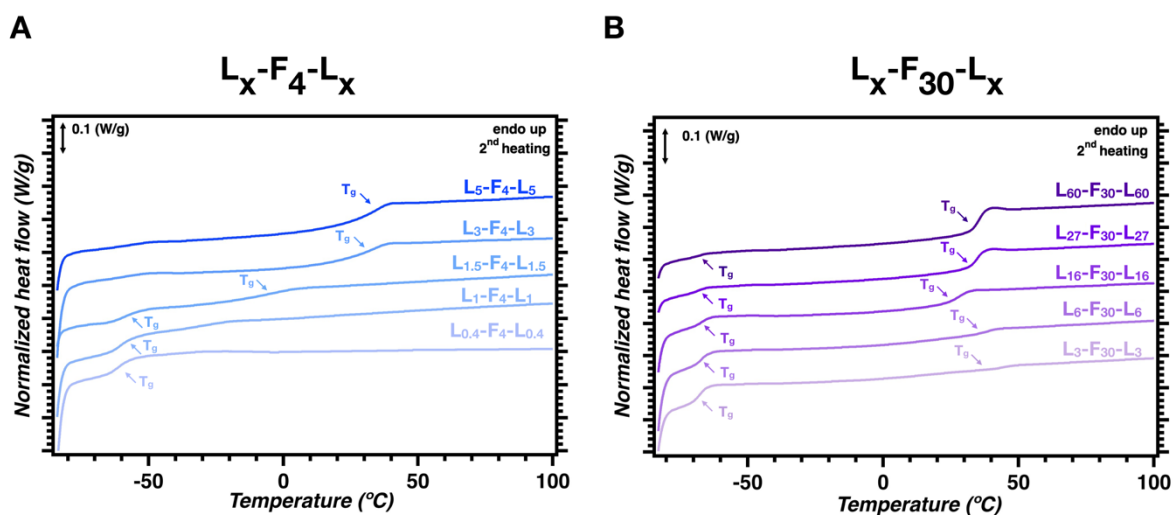 A
Lx-F4-Lx
0.1 (W/g)
endo up
2nd heating
Normalized heat flow (W/g)
Tg
L5-F4-L5
Tg
L3-F4-L3
Tg
L1.5-F4-L1.5
Tg
L1-F4-L1
Tg
L0.4-F4-L0.4
Tg
-50
0
50
100
Temperature (ºC)
B
Lx-F30-Lx
0.1 (W/g)
endo up
2nd heating
Normalized heat flow (W/g)
Tg
L60-F30-L60
Tg
Tg
L27-F30-L27
Tg
Tg
L16-F30-L16
Tg
Tg
L6-F30-L6
Tg
Tg
L3-F30-L3
Tg
-50
0
50
100
Temperature (ºC)